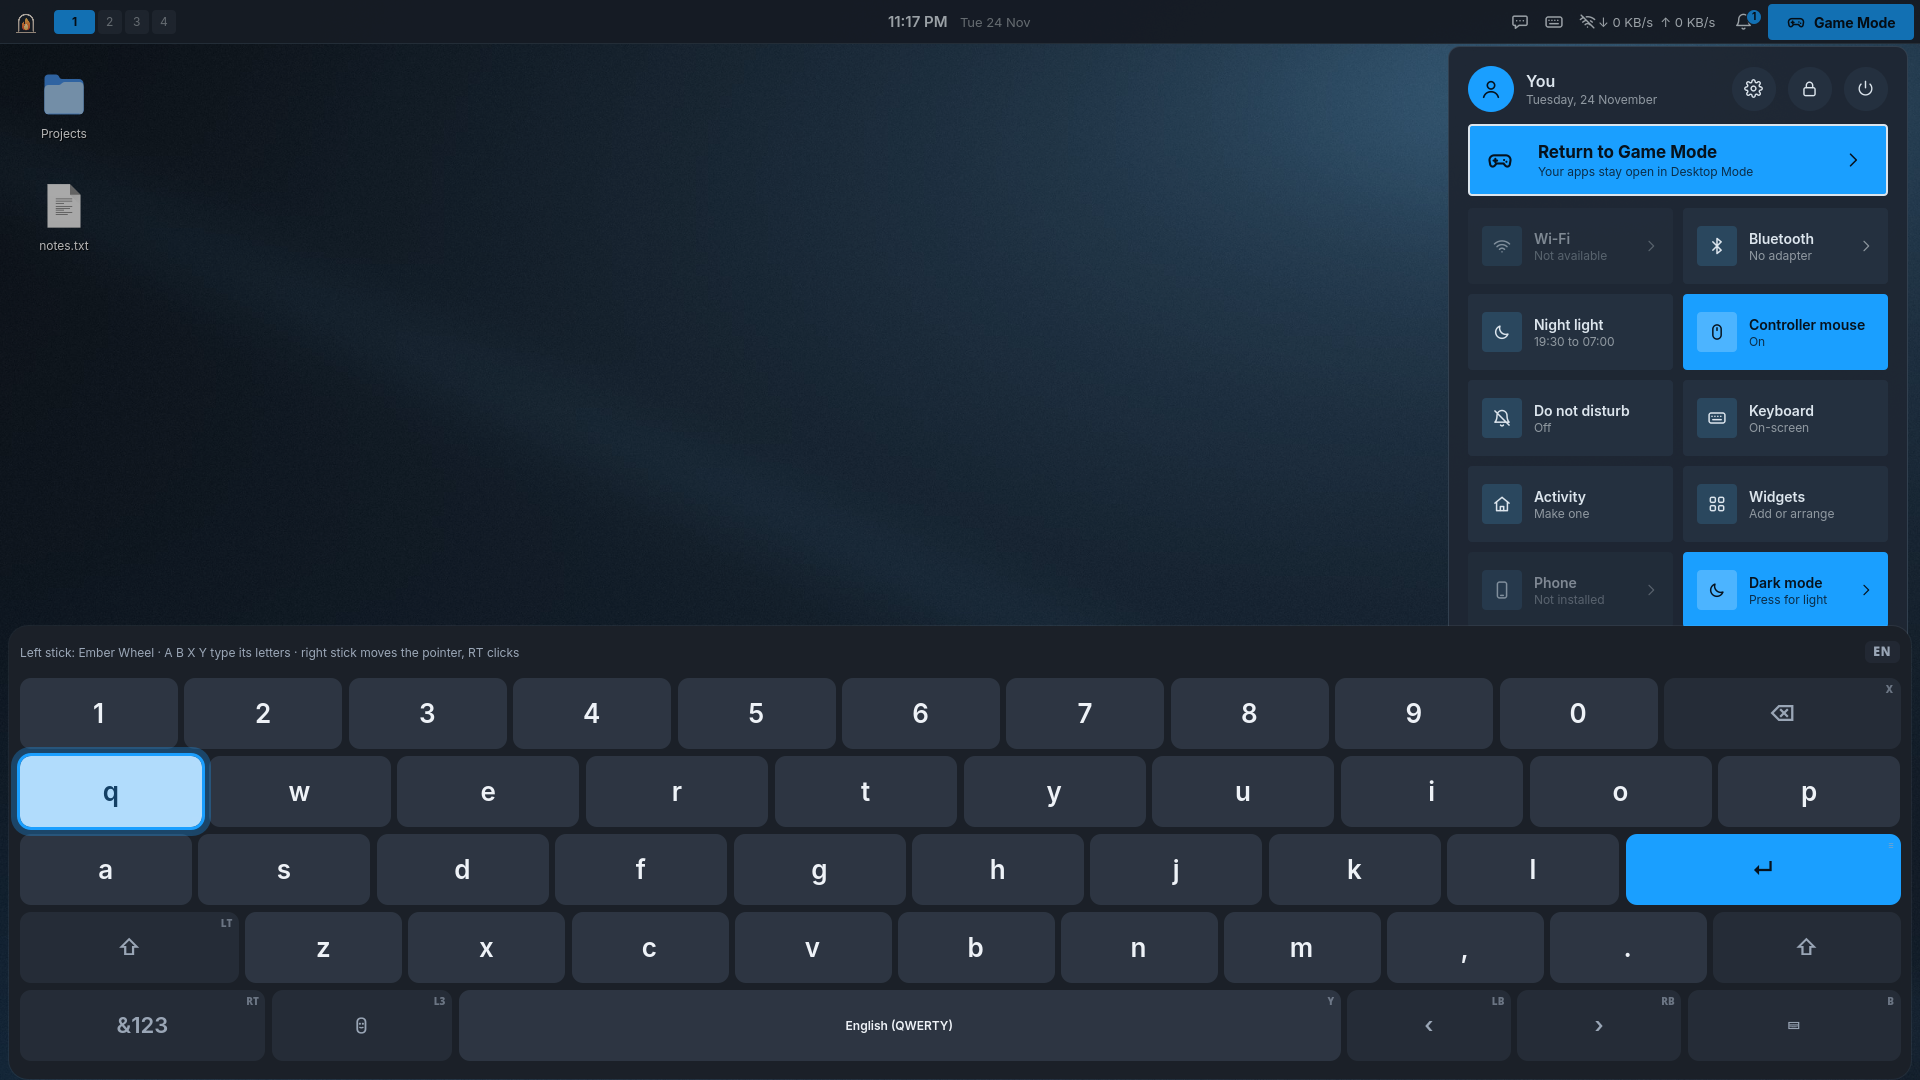 1 2 3 4
11:17 PM Tue 24 Nov
0 KB/s 0 KB/s
1
Game Mode
Projects
notes.txt
You
Tuesday, 24 November
Return to Game Mode
Your apps stay open in Desktop Mode
Wi-Fi
Not available
Bluetooth
No adapter
Night light
19:30 to 07:00
Controller mouse
On
Do not disturb
Off
Keyboard
On-screen
Activity
Make one
Widgets
Add or arrange
Phone
Not installed
Dark mode
Press for light
Left stick: Ember Wheel · A B X Y type its letters · right stick moves the pointer, RT clicks
EN
1 2 3 4 5 6 7 8 9 0 X
q w e r t y u i o p
a s d f g h j k l
LT z x c v b n m , .
&123 RT L3 English (QWERTY) Y ‹ LB › RB B